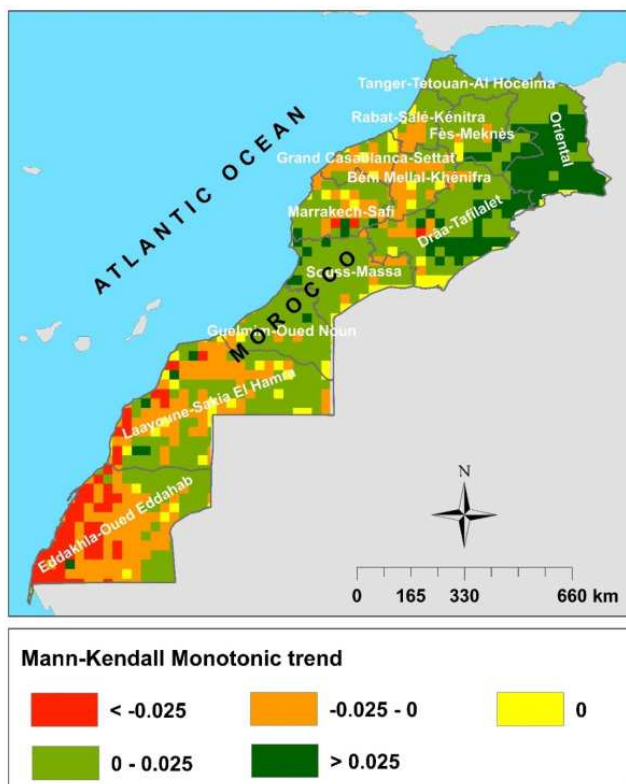 Tanger-Tetouan-Al Hoceima
Rabat-Salé-Kénitra
Fès-Meknès
Oriental
Grand Casablanca-Settat
Béni Mellal-Khénifra
Marrakech-Safi
Drâa-Tafilalet
Souss-Massa
Guelmim-Oued Noun
Laayoune-Sakia El Hamra
Eddakhla-Oued Eddahab
ATLANTIC OCEAN
MOROCCO
N
0 165 330 660 km
Mann-Kendall Monotonic trend
< -0.025 -0.025 - 0 0
0 - 0.025 > 0.025